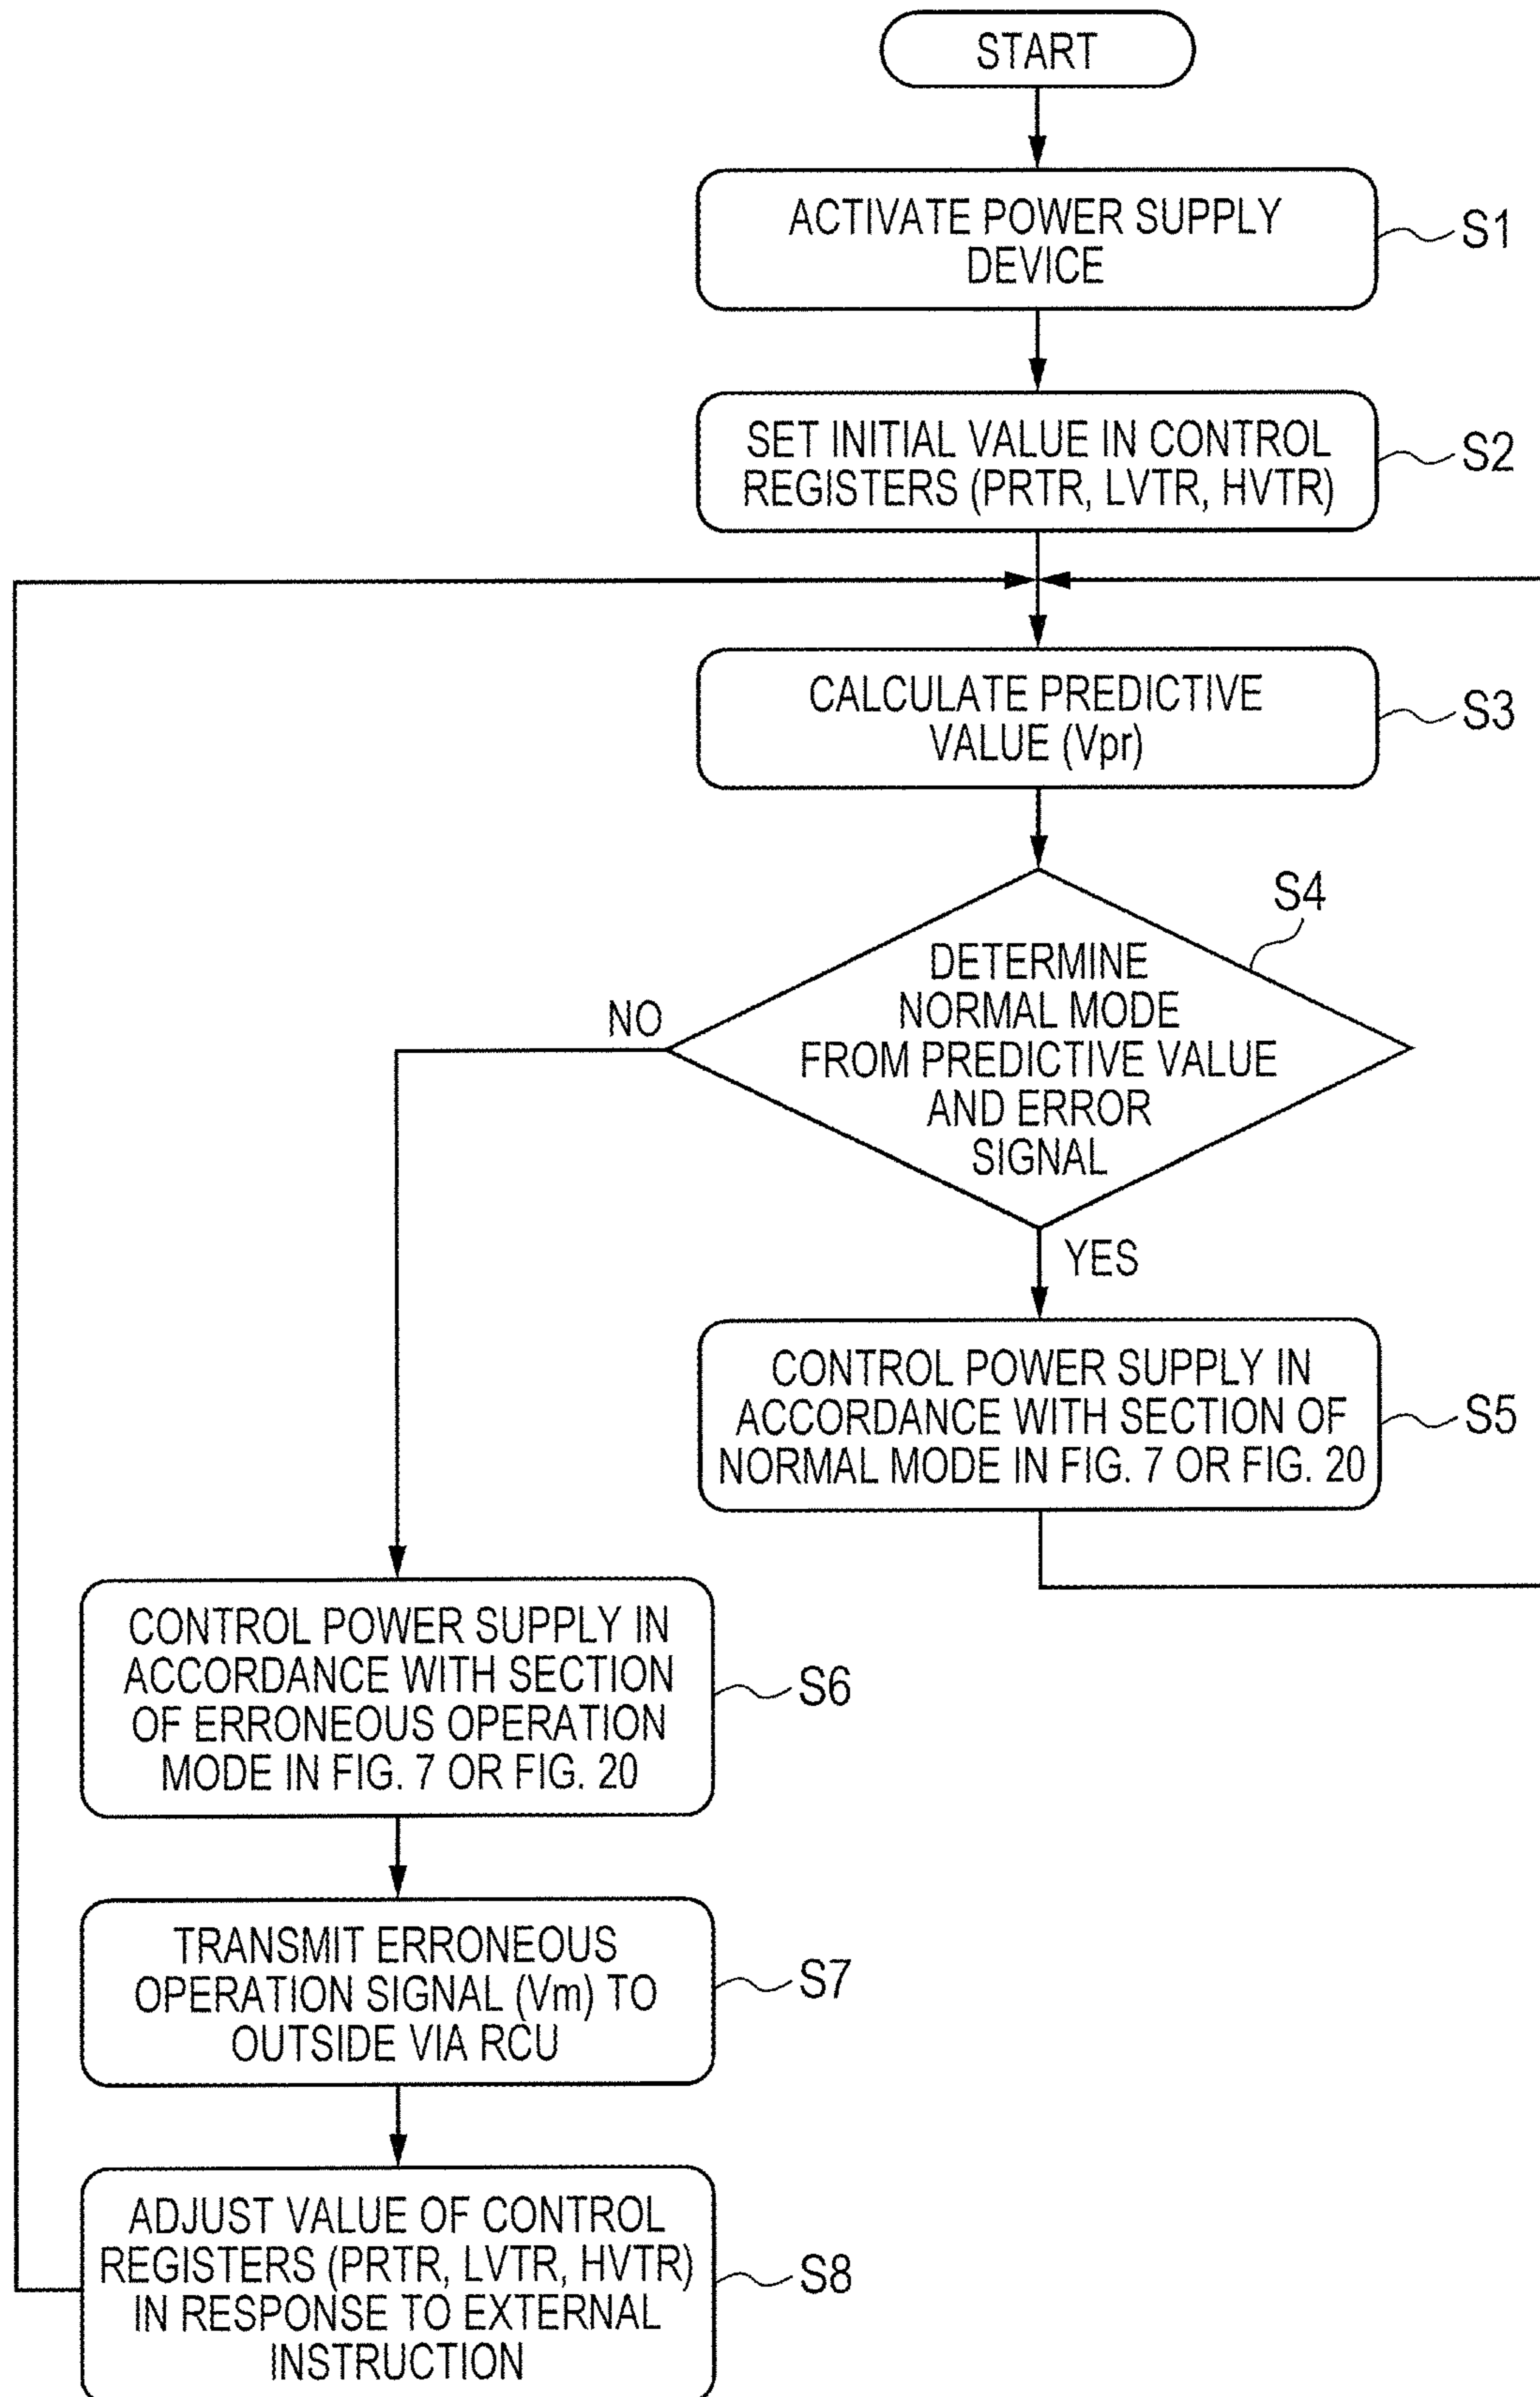 START
ACTIVATE POWER SUPPLY
DEVICE
S1
SET INITIAL VALUE IN CONTROL
REGISTERS (PRTR, LVTR, HVTR)
S2
CALCULATE PREDICTIVE
VALUE (Vpr)
S3
S4
DETERMINE
NORMAL MODE
FROM PREDICTIVE VALUE
AND ERROR
SIGNAL
NO
YES
CONTROL POWER SUPPLY IN
ACCORDANCE WITH SECTION OF
NORMAL MODE IN FIG. 7 OR FIG. 20
S5
CONTROL POWER SUPPLY IN
ACCORDANCE WITH SECTION
OF ERRONEOUS OPERATION
MODE IN FIG. 7 OR FIG. 20
S6
TRANSMIT ERRONEOUS
OPERATION SIGNAL (Vm) TO
OUTSIDE VIA RCU
S7
ADJUST VALUE OF CONTROL
REGISTERS (PRTR, LVTR, HVTR)
IN RESPONSE TO EXTERNAL
INSTRUCTION
S8